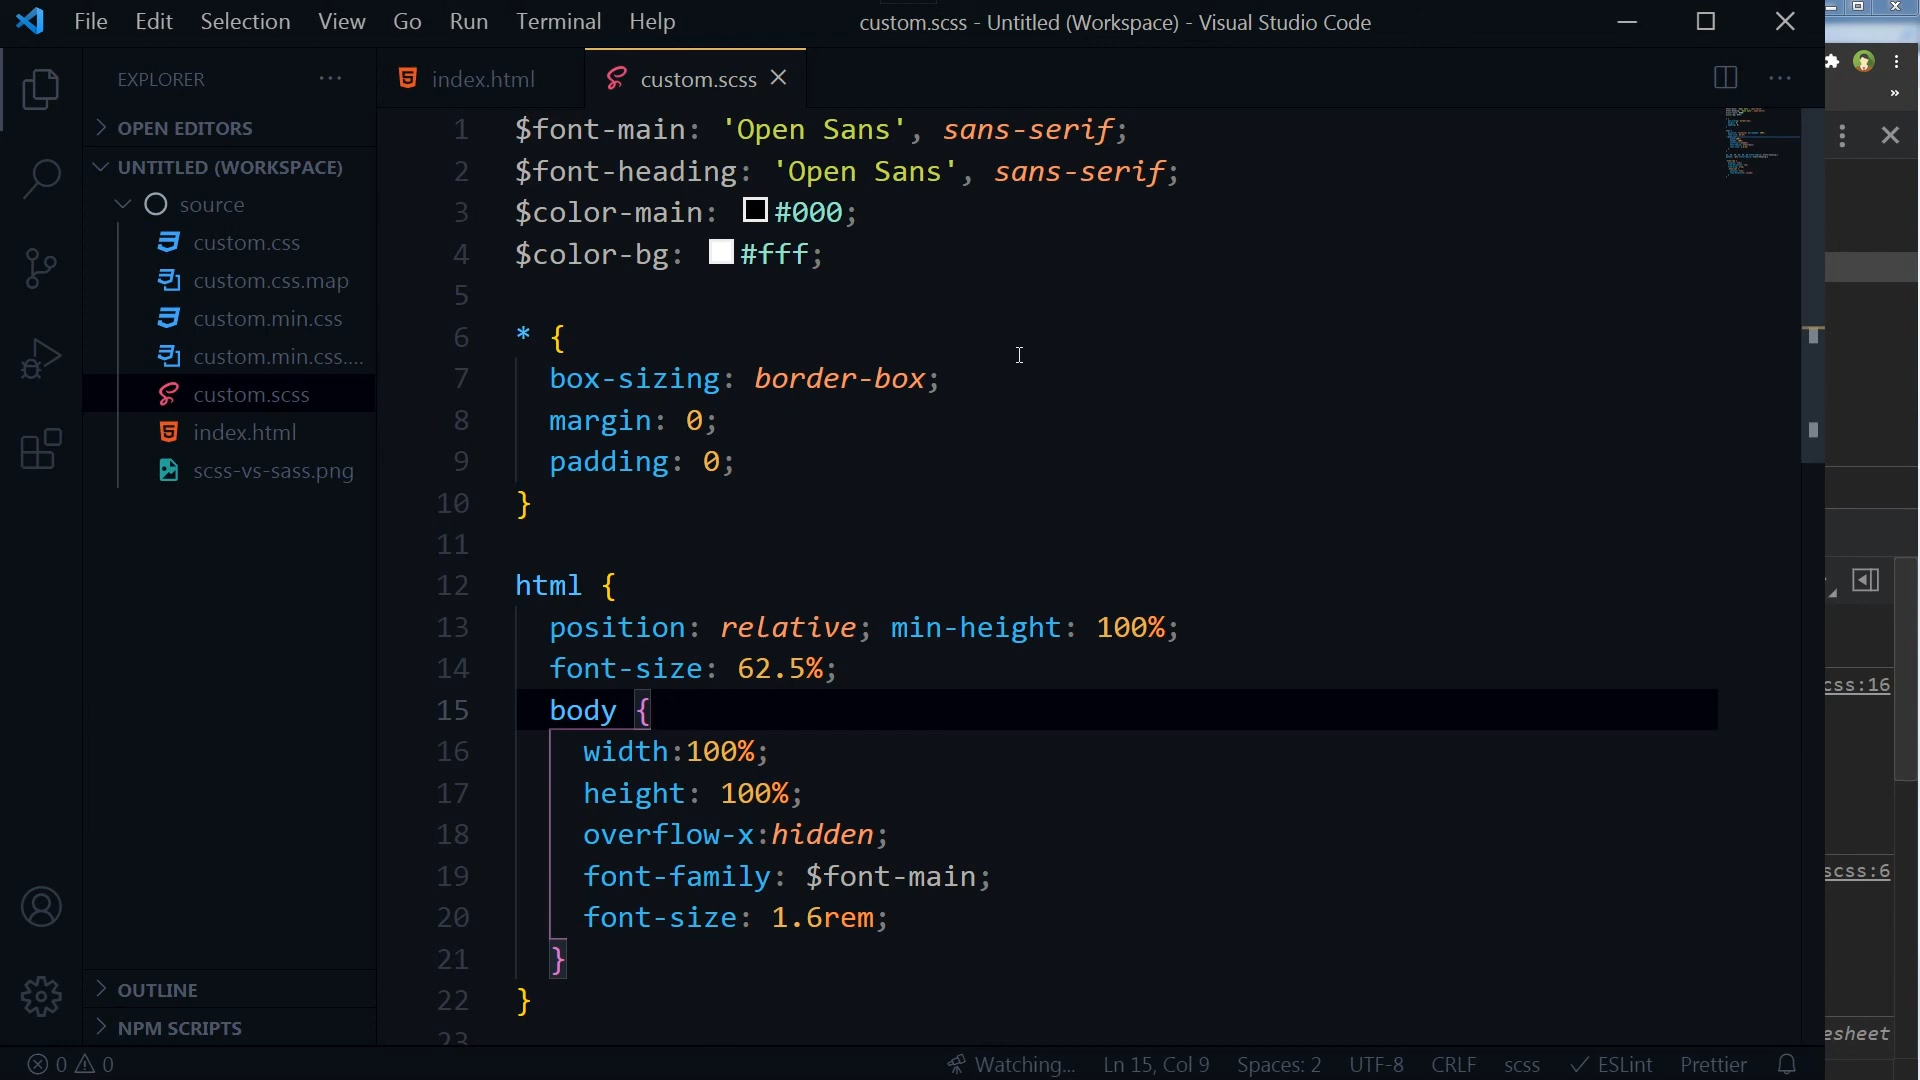 File Edit Selection View Go Run Terminal Help
custom.scss - Untitled (Workspace) - Visual Studio Code
EXPLORER
OPEN EDITORS
UNTITLED (WORKSPACE)
source
custom.css
custom.css.map
custom.min.css
custom.min.css....
custom.scss
index.html
scss-vs-sass.png
OUTLINE
NPM SCRIPTS
index.html custom.scss
1 $font-main: 'Open Sans', sans-serif;
2 $font-heading: 'Open Sans', sans-serif;
3 $color-main: #000;
4 $color-bg: #fff;
5
6 * {
7 box-sizing: border-box;
8 margin: 0;
9 padding: 0;
10 }
11
12 html {
13 position: relative; min-height: 100%;
14 font-size: 62.5%;
15 body {
16 width:100%;
17 height: 100%;
18 overflow-x:hidden;
19 font-family: $font-main;
20 font-size: 1.6rem;
21 }
22 }
23
css:16
scss:6
esheet
0 0 Watching... Ln 15, Col 9 Spaces: 2 UTF-8 CRLF scss ESLint Prettier